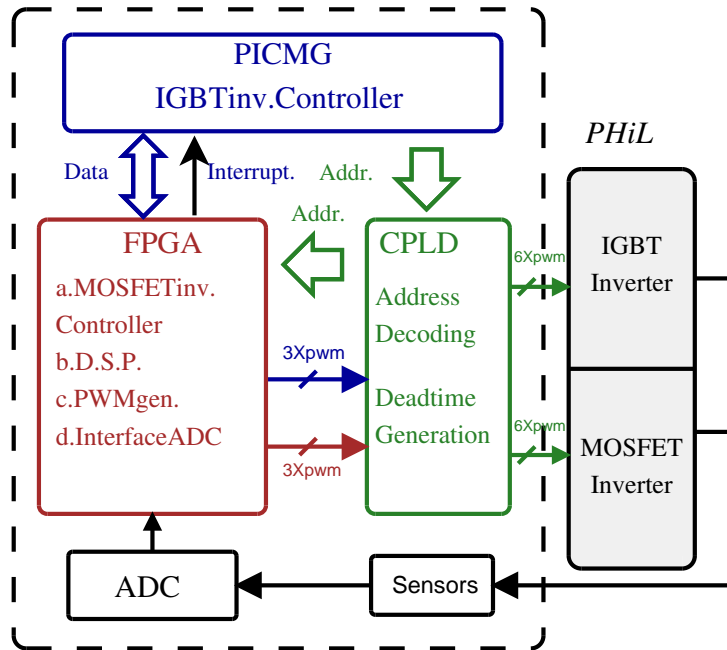 PICMG
IGBTinv.Controller
PHiL
Data
Interrupt.
Addr.
Addr.
FPGA
a.MOSFETinv.
Controller
b.D.S.P.
c.PWMgen.
d.InterfaceADC
3Xpwm
3Xpwm
CPLD
Address
Decoding
Deadtime
Generation
6Xpwm
6Xpwm
IGBT
Inverter
MOSFET
Inverter
ADC
Sensors